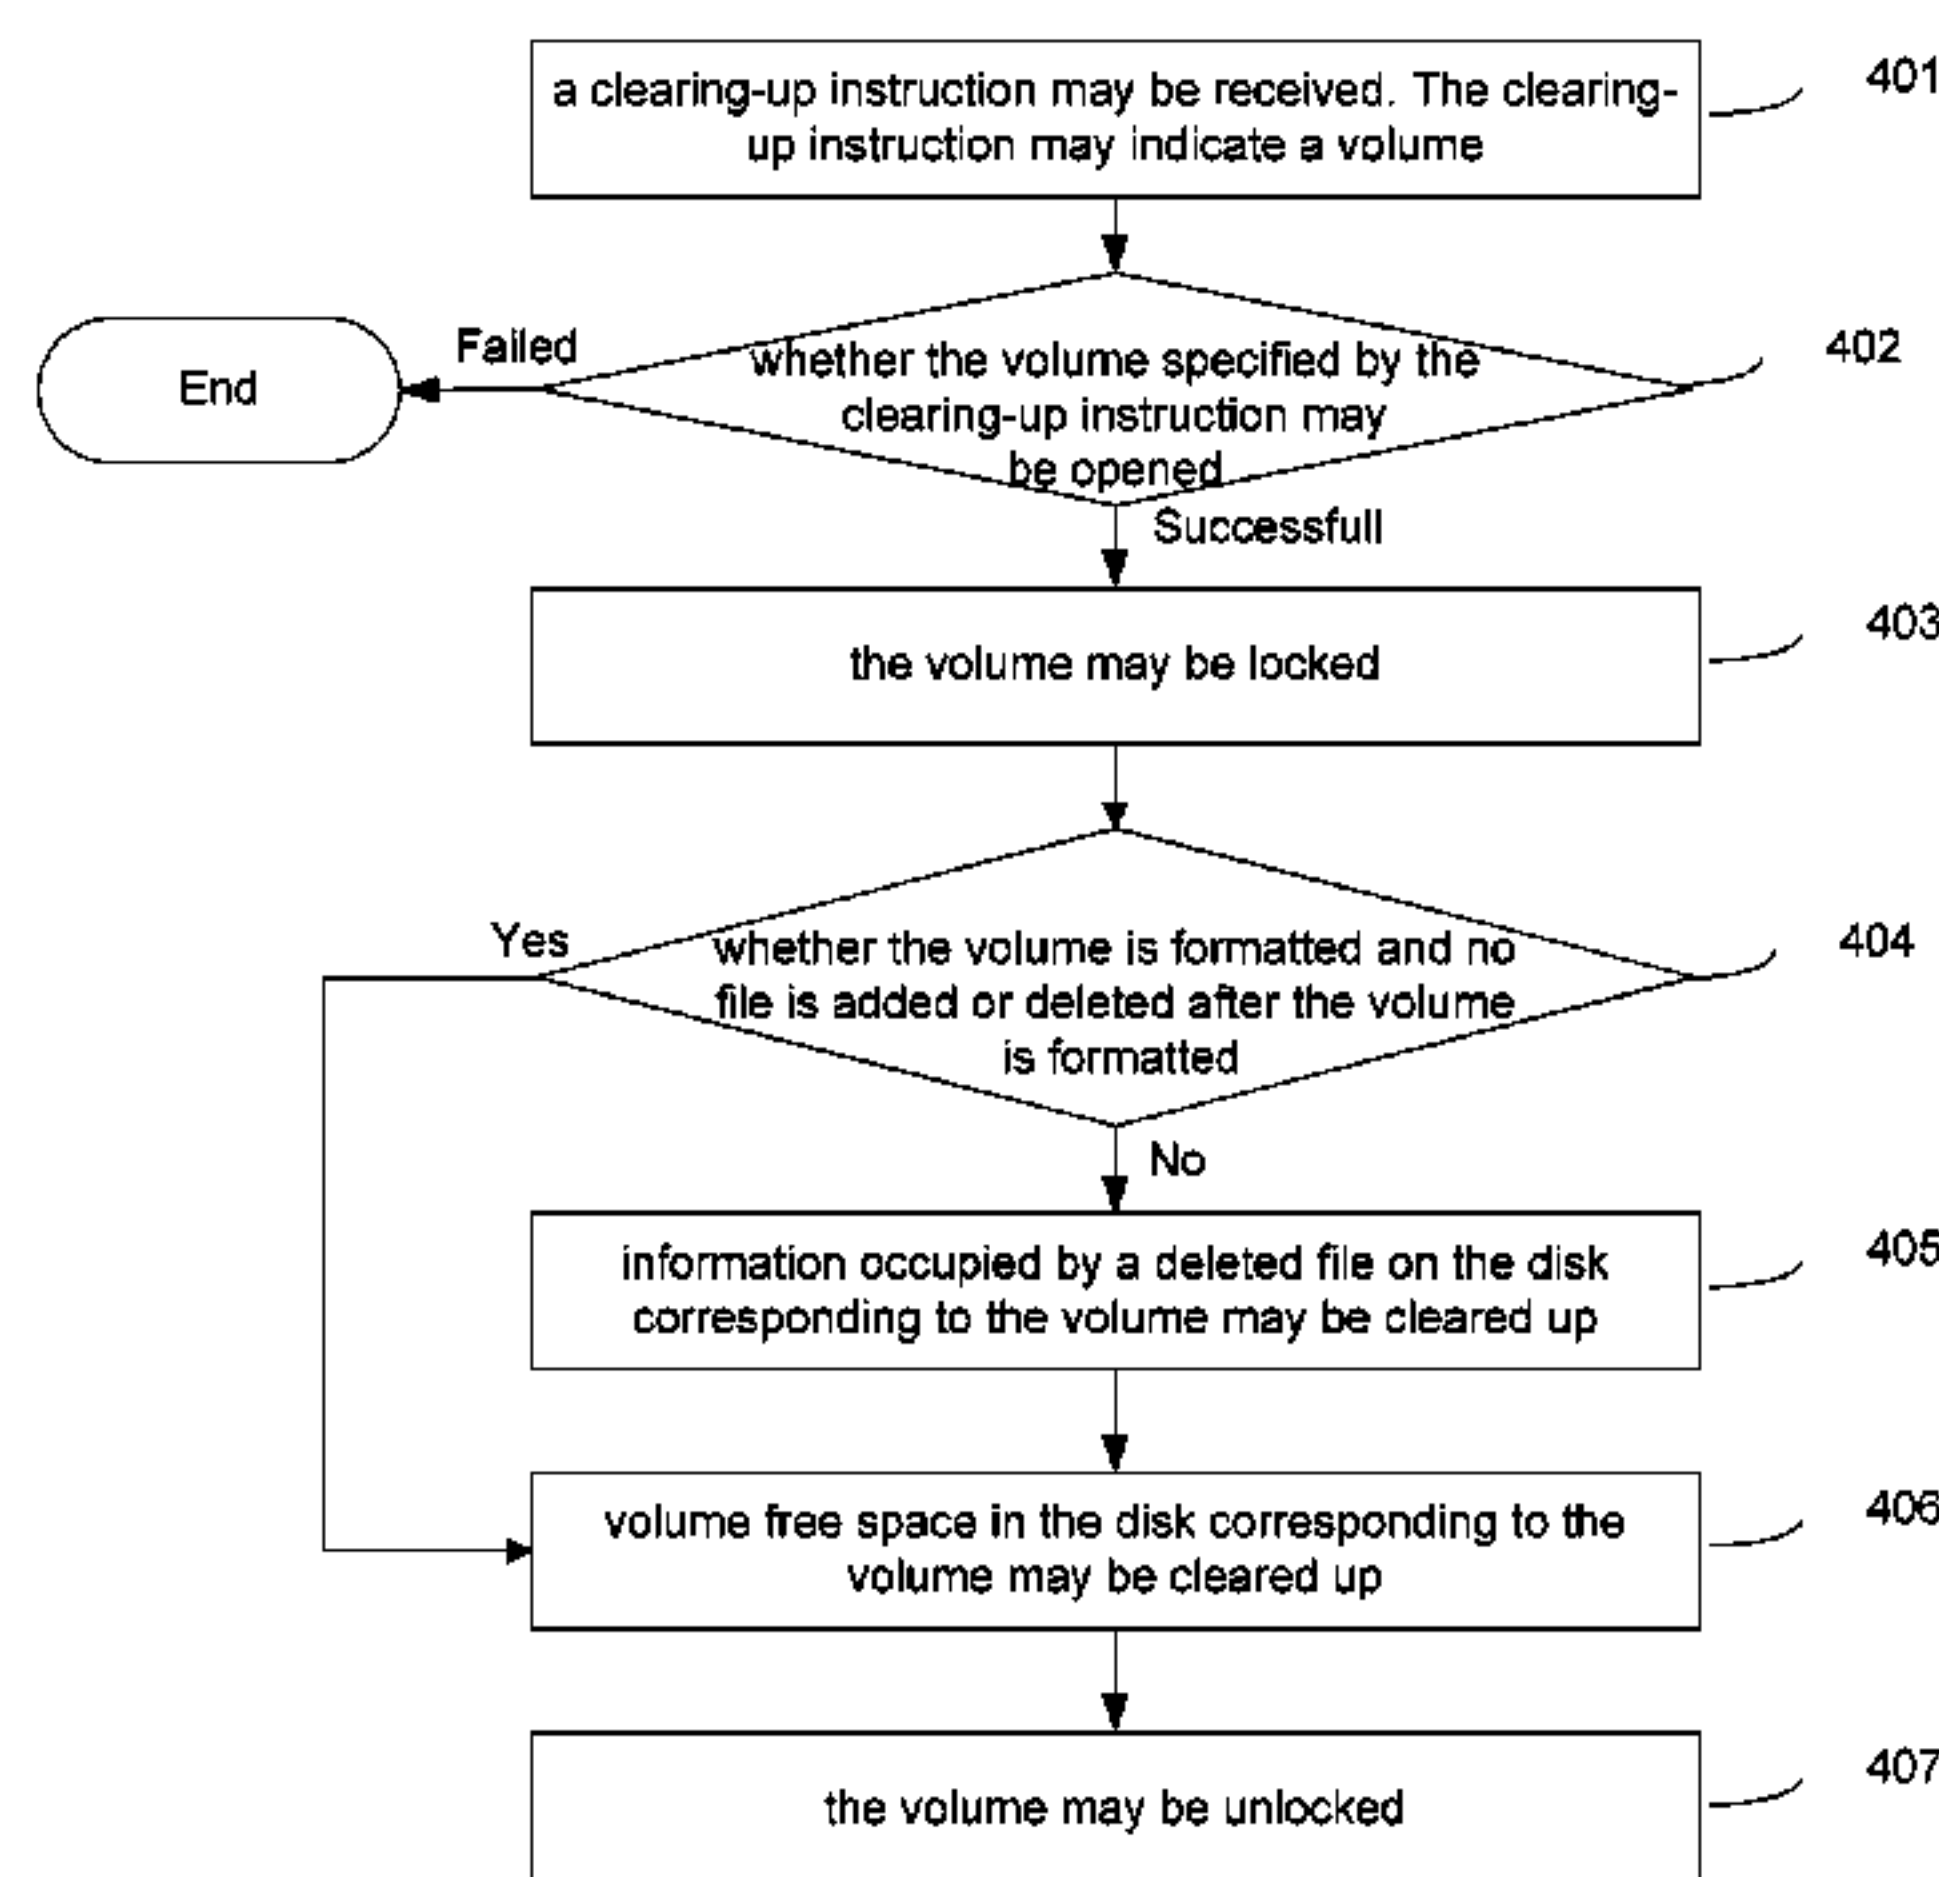 a clearing-up instruction may be received. The clearing-
up instruction may indicate a volume
401
Failed
End
whether the volume specified by the
clearing-up instruction may
be opened
402
Successfull
the volume may be locked
403
Yes
whether the volume is formatted and no
file is added or deleted after the volume
is formatted
404
No
information occupied by a deleted file on the disk
corresponding to the volume may be cleared up
405
volume free space in the disk corresponding to the
volume may be cleared up
406
the volume may be unlocked
407